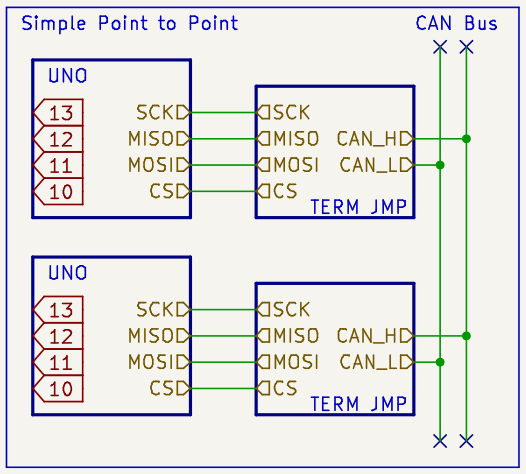 Simple Point to Point
CAN Bus
UNO
13
12
11
10
SCK
MISO
MOSI
CS
SCK
MISO
MOSI
CS
CAN_H
CAN_L
TERM JMP
UNO
13
12
11
10
SCK
MISO
MOSI
CS
SCK
MISO
MOSI
CS
CAN_H
CAN_L
TERM JMP